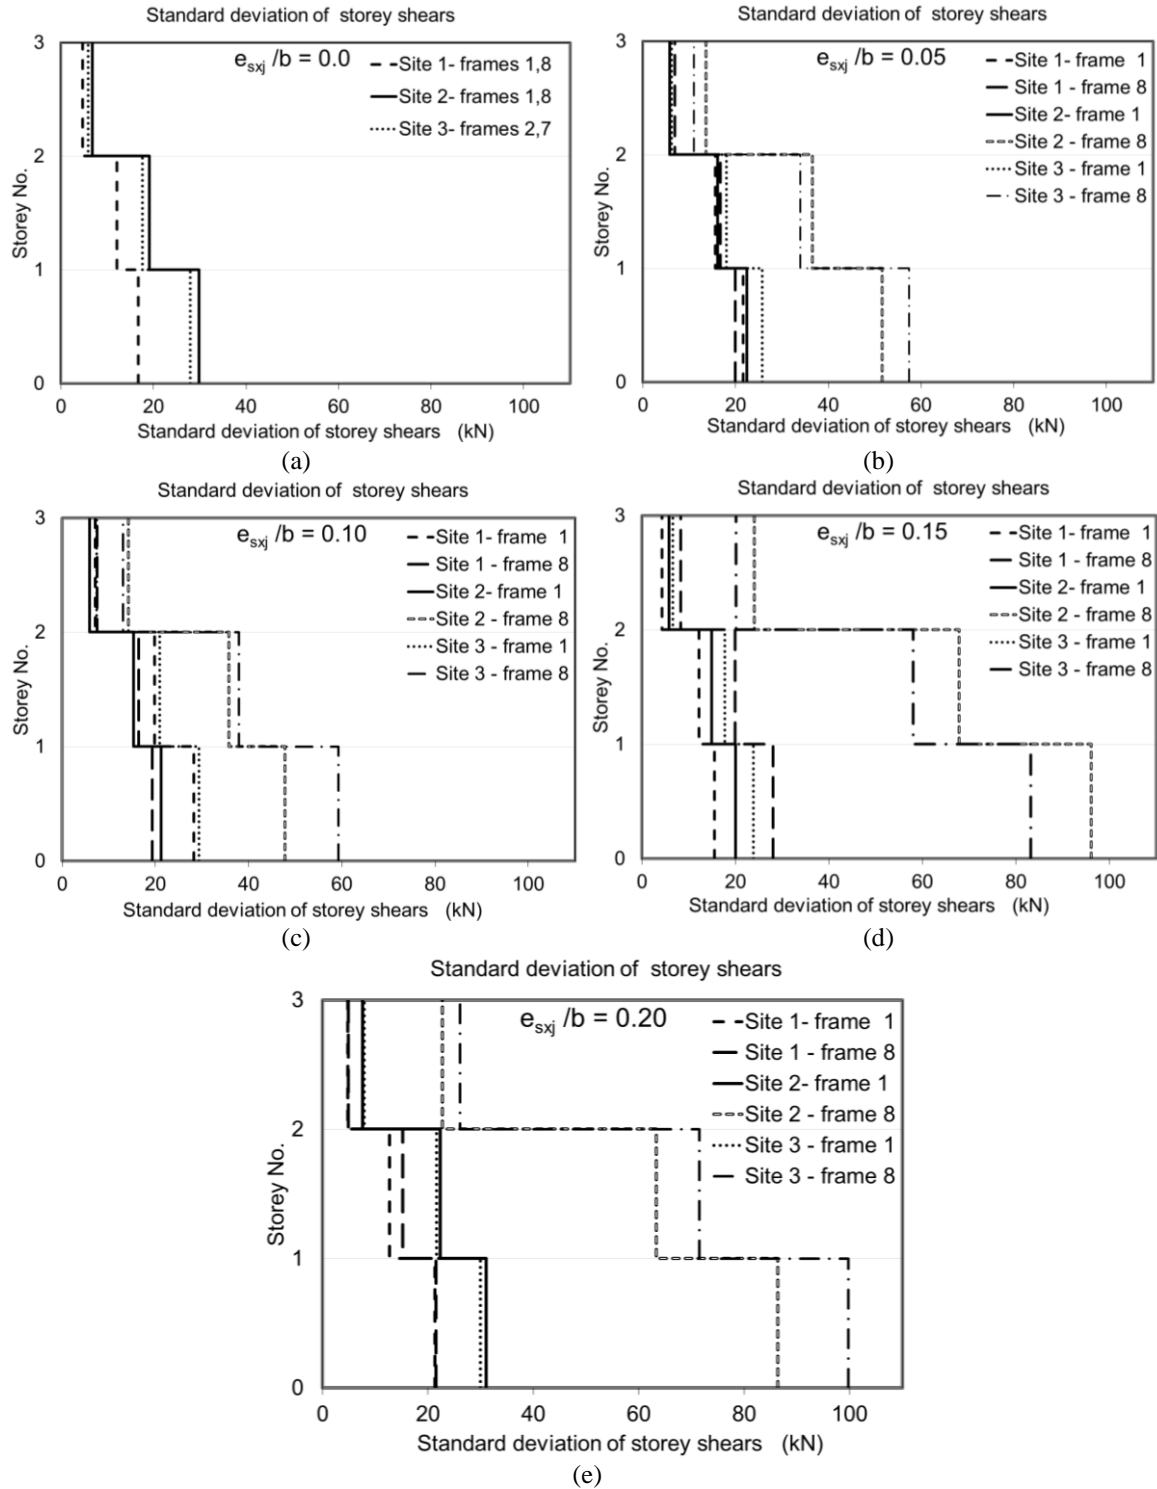 Standard deviation of storey shears
3
2
1
0
Storey No.
e_sxj /b = 0.0
Site 1- frames 1,8
Site 2- frames 1,8
Site 3- frames 2,7
0 20 40 60 80 100
Standard deviation of storey shears (kN)
(a)
Standard deviation of storey shears
3
2
1
0
Storey No.
e_sxj /b = 0.05
Site 1- frame 1
Site 1 - frame 8
Site 2- frame 1
Site 2 - frame 8
Site 3 - frame 1
Site 3 - frame 8
0 20 40 60 80 100
Standard deviation of storey shears (kN)
(b)
Standard deviation of storey shears
3
2
1
0
Storey No.
e_sxj /b = 0.10
Site 1- frame 1
Site 1 - frame 8
Site 2- frame 1
Site 2 - frame 8
Site 3 - frame 1
Site 3 - frame 8
0 20 40 60 80 100
Standard deviation of storey shears (kN)
(c)
Standard deviation of storey shears
3
2
1
0
Storey No.
e_sxj /b = 0.15
Site 1- frame 1
Site 1 - frame 8
Site 2- frame 1
Site 2 - frame 8
Site 3 - frame 1
Site 3 - frame 8
0 20 40 60 80 100
Standard deviation of storey shears (kN)
(d)
Standard deviation of storey shears
3
2
1
0
Storey No.
e_sxj /b = 0.20
Site 1- frame 1
Site 1 - frame 8
Site 2- frame 1
Site 2 - frame 8
Site 3 - frame 1
Site 3 - frame 8
0 20 40 60 80 100
Standard deviation of storey shears (kN)
(e)